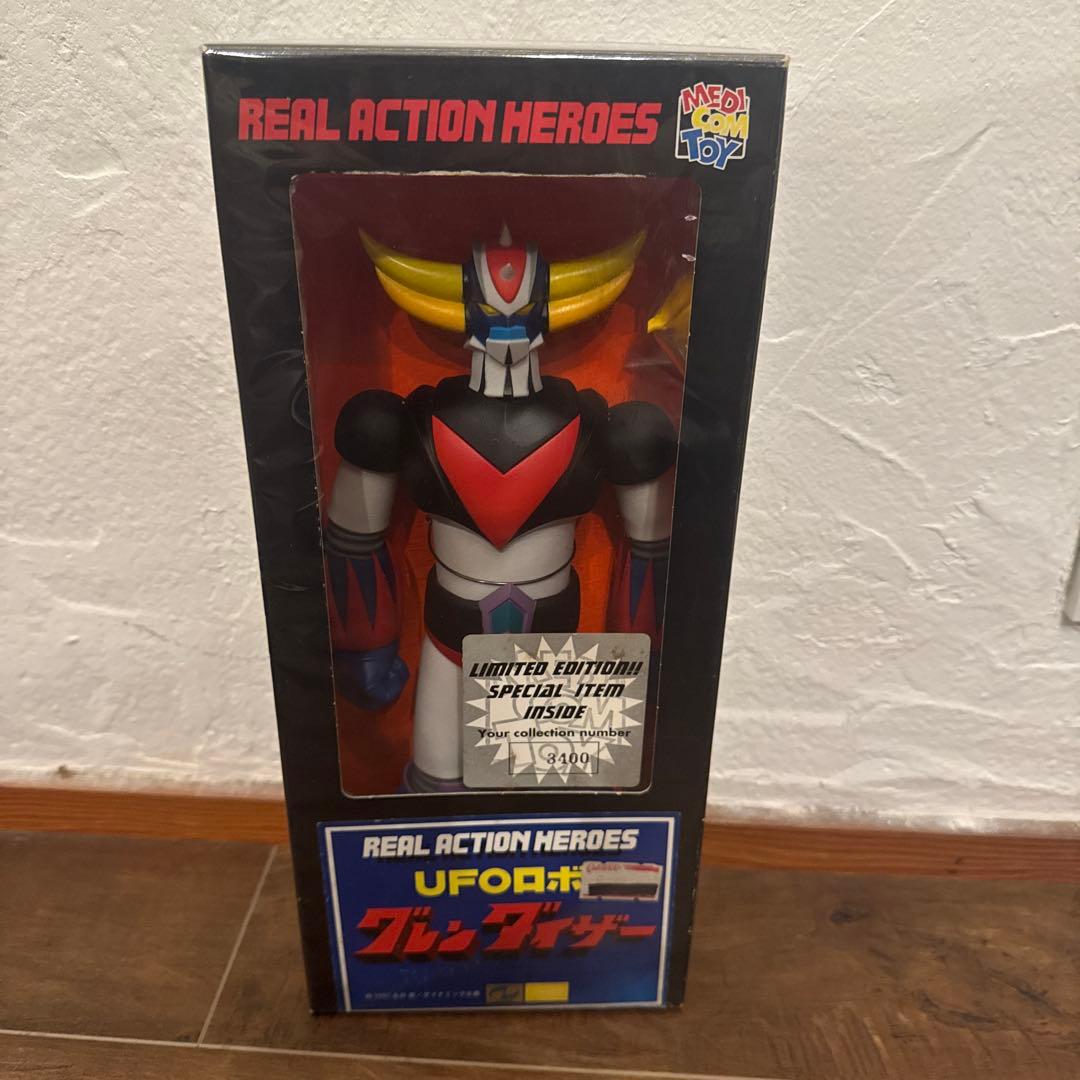 REAL ACTION HEROES
MEDI
COM
TOY
LIMITED EDITION!!
SPECIAL ITEM
INSIDE
Your collection number
3400
REAL ACTION HEROES
UFOロボ
グレンダイザー